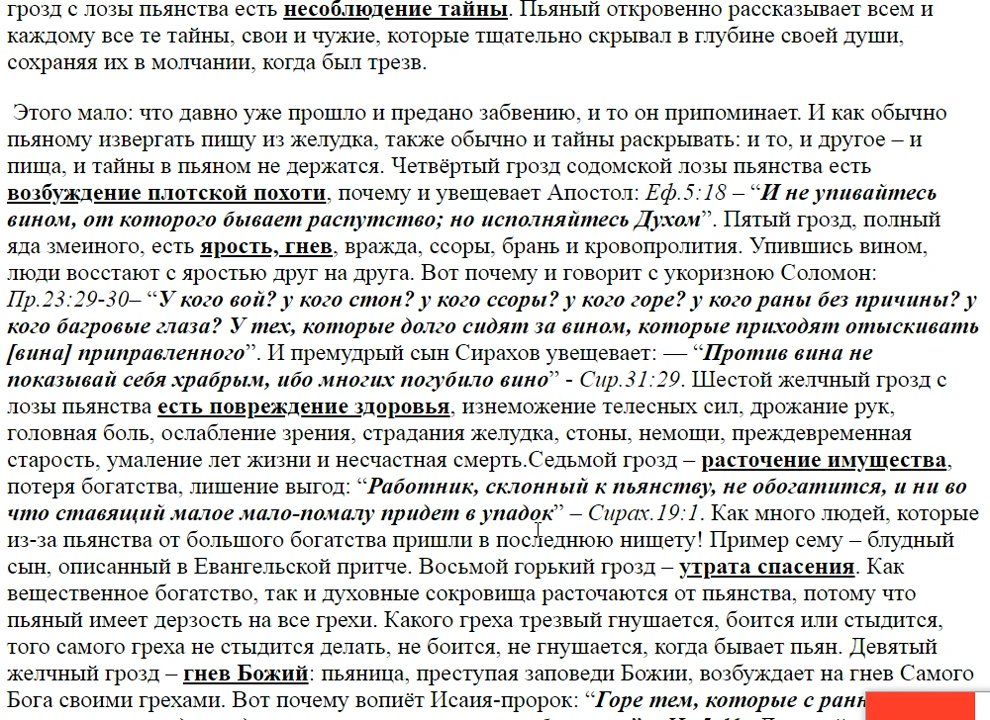 грозд с лозы пьянства есть несоблюдение тайны. Пьяный откровенно рассказывает всем и
каждому все те тайны, свои и чужие, которые тщательно скрывал в глубине своей души,
сохраняя их в молчании, когда был трезв.
Этого мало: что давно уже прошло и предано забвению, и то он припоминает. И как обычно
пьяному извергать пищу из желудка, также обычно и тайны раскрывать: и то, и другое – и
пища, и тайны в пьяном не держатся. Четвёртый грозд содомской лозы пьянства есть
возбуждение плотской похоти, почему и увещевает Апостол: Еф.5:18 – “И не упивайтесь
вином, от которого бывает распутство; но исполняйтесь Духом”. Пятый грозд, полный
яда змеиного, есть ярость, гнев, вражда, ссоры, брань и кровопролития. Упившись вином,
люди восстают с яростью друг на друга. Вот почему и говорит с укоризною Соломон:
Пр.23:29-30– “У кого вой? у кого стон? у кого ссоры? у кого горе? у кого раны без причины? у
кого багровые глаза? У тех, которые долго сидят за вином, которые приходят отыскивать
[вина] приправленного”. И премудрый сын Сирахов увещевает: — “Против вина не
показывай себя храбрым, ибо многих погубило вино” - Сир.31:29. Шестой желчный грозд с
лозы пьянства есть повреждение здоровья, изнеможение телесных сил, дрожание рук,
головная боль, ослабление зрения, страдания желудка, стоны, немощи, преждевременная
старость, умаление лет жизни и несчастная смерть.Седьмой грозд – расточение имущества,
потеря богатства, лишение выгод: “Работник, склонный к пьянству, не обогатится, и ни во
что ставящий малое мало-помалу придет в упадок” – Сирах.19:1. Как много людей, которые
из-за пьянства от большого богатства пришли в последнюю нищету! Пример сему – блудный
сын, описанный в Евангельской притче. Восьмой горький грозд – утрата спасения. Как
вещественное богатство, так и духовные сокровища расточаются от пьянства, потому что
пьяный имеет дерзость на все грехи. Какого греха трезвый гнушается, боится или стыдится,
того самого греха не стыдится делать, не боится, не гнушается, когда бывает пьян. Девятый
желчный грозд – гнев Божий: пьяница, преступая заповеди Божии, возбуждает на гнев Самого
Бога своими грехами. Вот почему вопиёт Исаия-пророк: “Горе тем, которые с